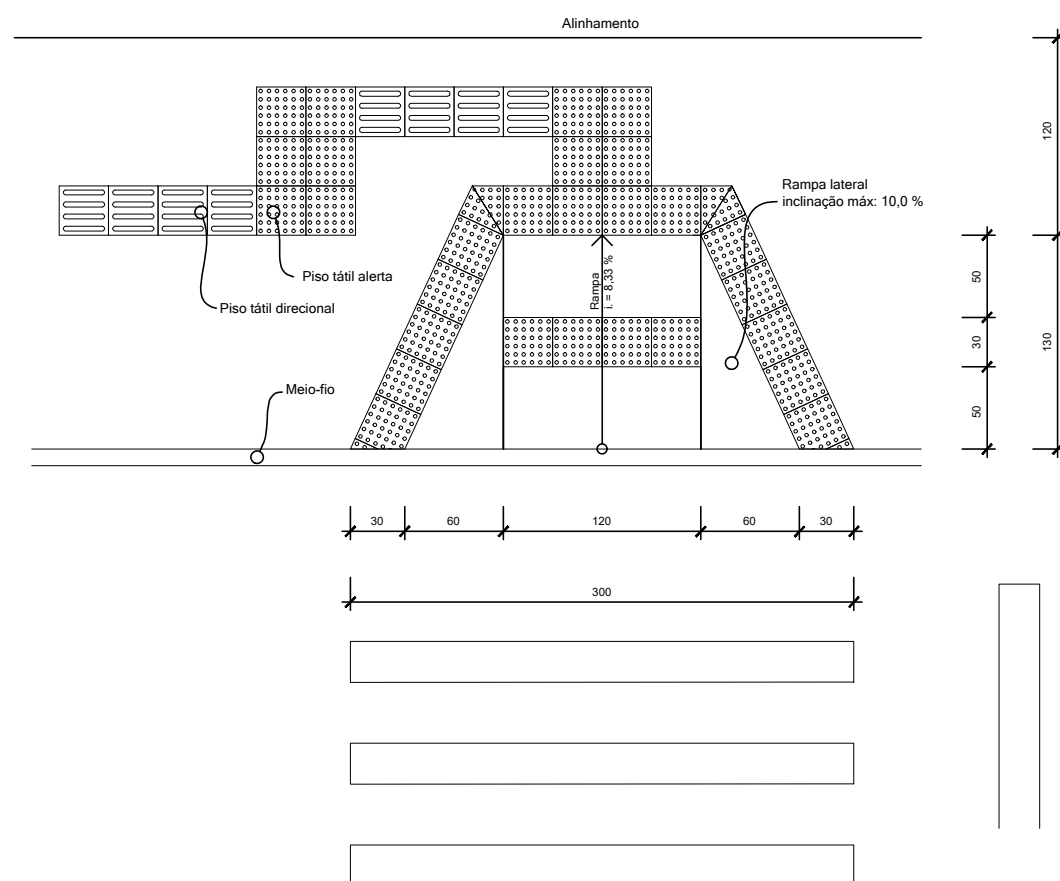 Alinhamento
120
Rampa lateral
inclinação máx: 10,0 %
Piso tátil alerta
Rampa
i. = 8,33 %
50
Piso tátil direcional
30
130
Meio-fio
50
30
60
120
60
30
300